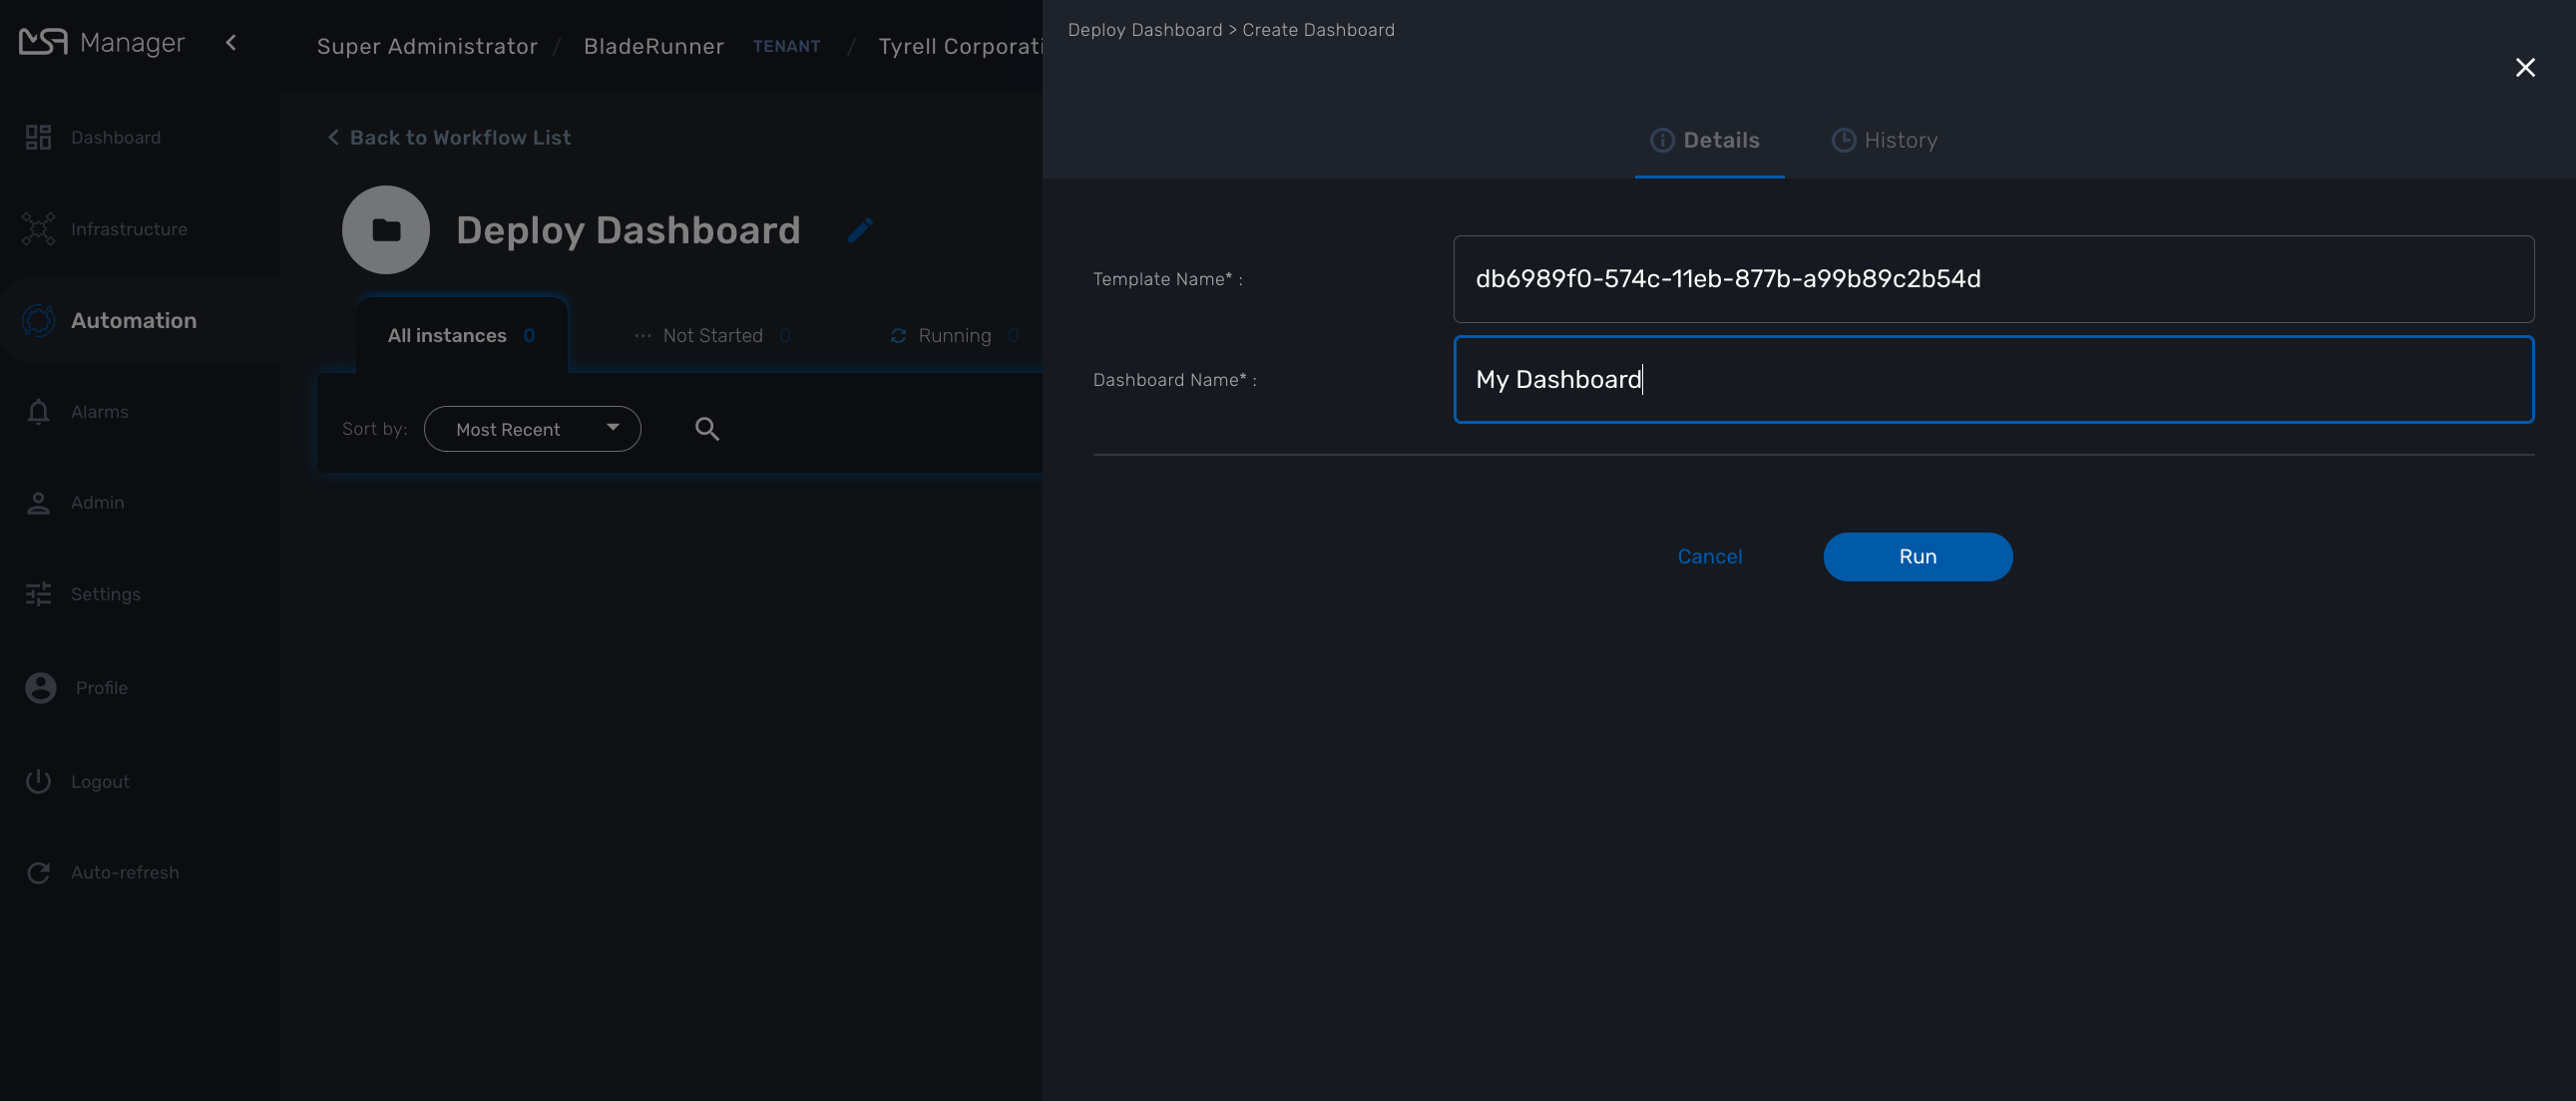 MSA Manager
Super Administrator / BladeRunner TENANT / Tyrell Corporati
Dashboard
Infrastructure
Automation
Alarms
Admin
Settings
Profile
Logout
Auto-refresh
Back to Workflow List
Deploy Dashboard
All instances 0
Not Started 0
Running 0
Sort by: Most Recent
Deploy Dashboard > Create Dashboard
Details
History
Template Name* : db6989f0-574c-11eb-877b-a99b89c2b54d
Dashboard Name* : My Dashboard
Cancel
Run